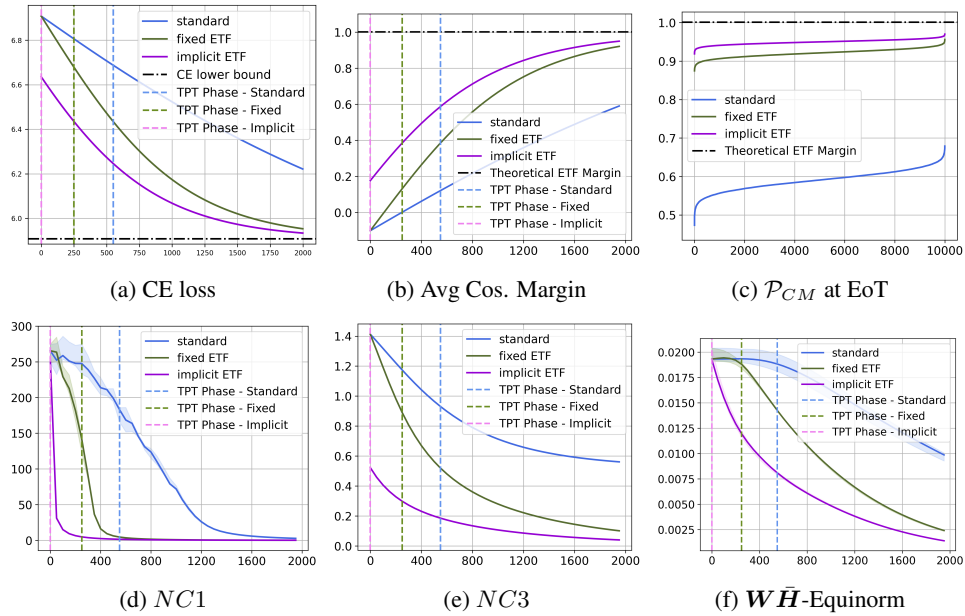 6.8
6.6
6.4
6.2
6.0
0 250 500 750 1000 1250 1500 1750 2000
standard
fixed ETF
implicit ETF
CE lower bound
TPT Phase - Standard
TPT Phase - Fixed
TPT Phase - Implicit
(a) CE loss
1.0
0.8
0.6
0.4
0.2
0.0
0 400 800 1200 1600 2000
standard
fixed ETF
implicit ETF
Theoretical ETF Margin
TPT Phase - Standard
TPT Phase - Fixed
TPT Phase - Implicit
(b) Avg Cos. Margin
1.0
0.9
0.8
0.7
0.6
0.5
0 2000 4000 6000 8000 10000
standard
fixed ETF
implicit ETF
Theoretical ETF Margin
(c) 𝒫_CM at EoT
300
250
200
150
100
50
0
0 400 800 1200 1600 2000
standard
fixed ETF
implicit ETF
TPT Phase - Standard
TPT Phase - Fixed
TPT Phase - Implicit
(d) NC1
1.4
1.2
1.0
0.8
0.6
0.4
0.2
0.0
0 400 800 1200 1600 2000
standard
fixed ETF
implicit ETF
TPT Phase - Standard
TPT Phase - Fixed
TPT Phase - Implicit
(e) NC3
0.0200
0.0175
0.0150
0.0125
0.0100
0.0075
0.0050
0.0025
0 400 800 1200 1600 2000
standard
fixed ETF
implicit ETF
TPT Phase - Standard
TPT Phase - Fixed
TPT Phase - Implicit
(f) WH̄-Equinorm